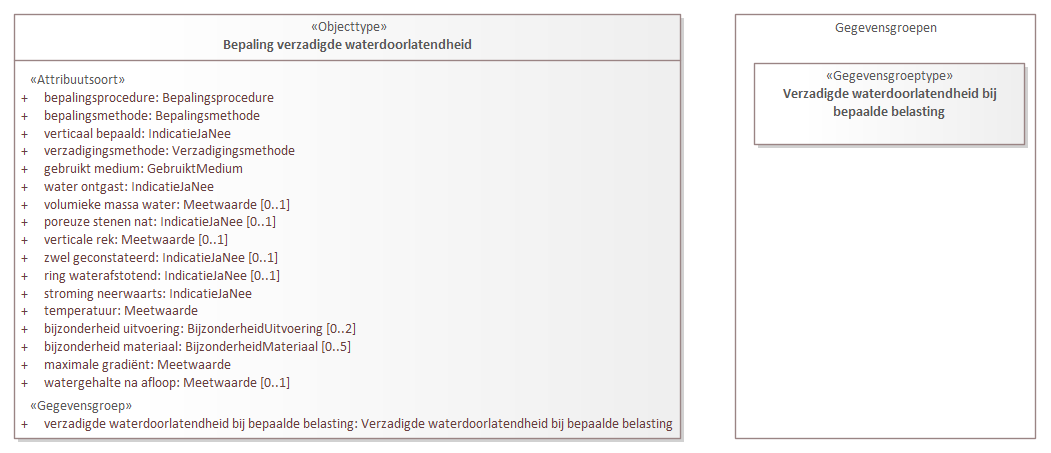 «Objecttype»
Bepaling verzadigde waterdoorlatendheid
«Attribuutsoort»
+ bepalingsprocedure: Bepalingsprocedure
+ bepalingsmethode: Bepalingsmethode
+ verticaal bepaald: IndicatieJaNee
+ verzadigingsmethode: Verzadigingsmethode
+ gebruikt medium: GebruiktMedium
+ water ontgast: IndicatieJaNee
+ volumieke massa water: Meetwaarde [0..1]
+ poreuze stenen nat: IndicatieJaNee [0..1]
+ verticale rek: Meetwaarde [0..1]
+ zwel geconstateerd: IndicatieJaNee [0..1]
+ ring waterafstotend: IndicatieJaNee [0..1]
+ stroming neerwaarts: IndicatieJaNee
+ temperatuur: Meetwaarde
+ bijzonderheid uitvoering: BijzonderheidUitvoering [0..2]
+ bijzonderheid materiaal: BijzonderheidMateriaal [0..5]
+ maximale gradiënt: Meetwaarde
+ watergehalte na afloop: Meetwaarde [0..1]
«Gegevensgroep»
+ verzadigde waterdoorlatendheid bij bepaalde belasting: Verzadigde waterdoorlatendheid bij bepaalde belasting
Gegevensgroepen
«Gegevensgroeptype»
Verzadigde waterdoorlatendheid bij
bepaalde belasting